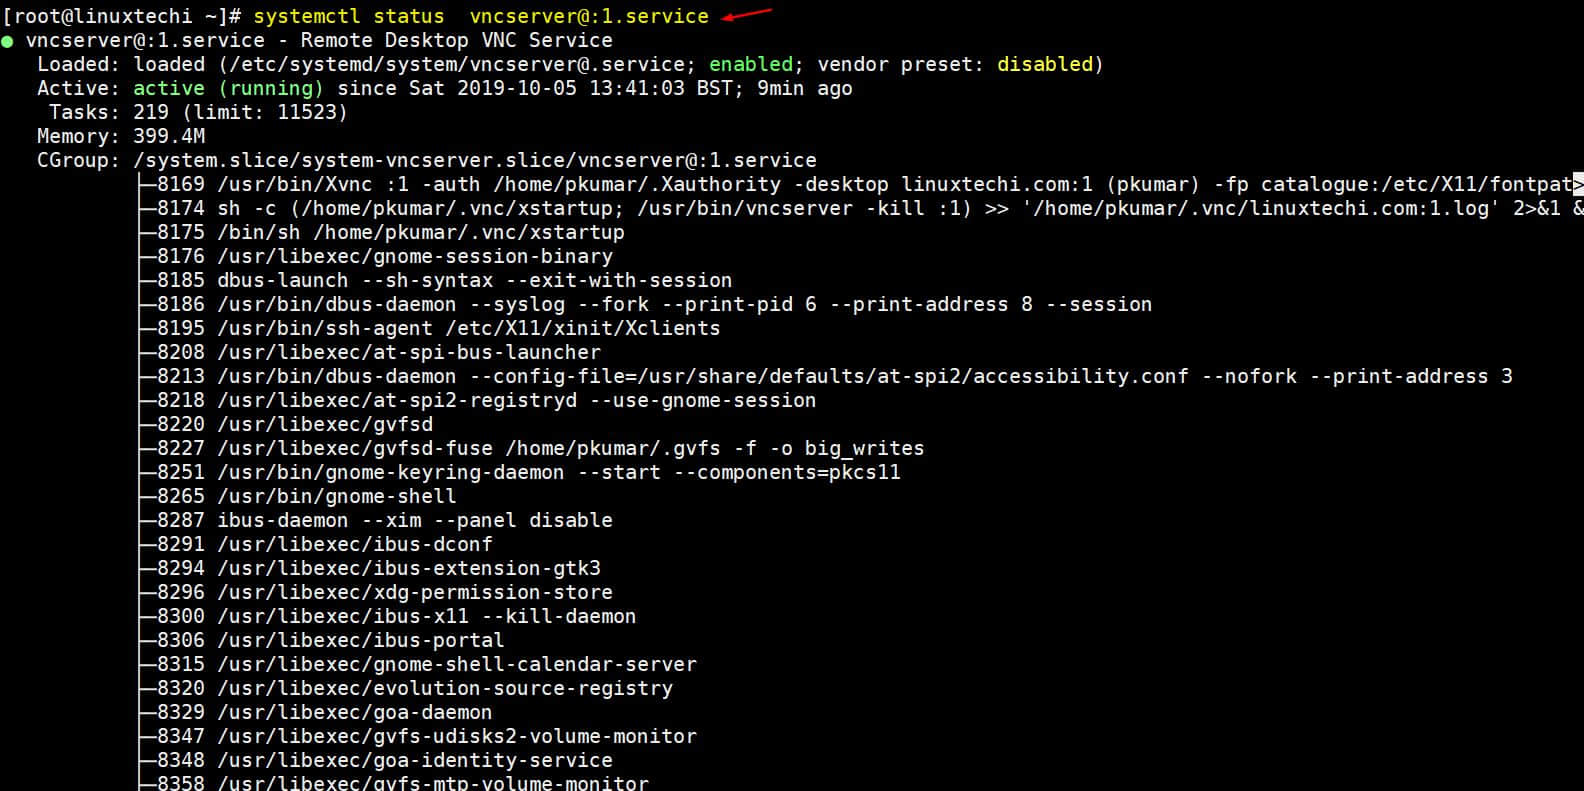 [root@linuxtechi ~]# systemctl status  vncserver@:1.service
● vncserver@:1.service - Remote Desktop VNC Service
   Loaded: loaded (/etc/systemd/system/vncserver@.service; enabled; vendor preset: disabled)
   Active: active (running) since Sat 2019-10-05 13:41:03 BST; 9min ago
    Tasks: 219 (limit: 11523)
   Memory: 399.4M
   CGroup: /system.slice/system-vncserver.slice/vncserver@:1.service
           ├─8169 /usr/bin/Xvnc :1 -auth /home/pkumar/.Xauthority -desktop linuxtechi.com:1 (pkumar) -fp catalogue:/etc/X11/fontpat>
           ├─8174 sh -c (/home/pkumar/.vnc/xstartup; /usr/bin/vncserver -kill :1) >> '/home/pkumar/.vnc/linuxtechi.com:1.log' 2>&1 &
           ├─8175 /bin/sh /home/pkumar/.vnc/xstartup
           ├─8176 /usr/libexec/gnome-session-binary
           ├─8185 dbus-launch --sh-syntax --exit-with-session
           ├─8186 /usr/bin/dbus-daemon --syslog --fork --print-pid 6 --print-address 8 --session
           ├─8195 /usr/bin/ssh-agent /etc/X11/xinit/Xclients
           ├─8208 /usr/libexec/at-spi-bus-launcher
           ├─8213 /usr/bin/dbus-daemon --config-file=/usr/share/defaults/at-spi2/accessibility.conf --nofork --print-address 3
           ├─8218 /usr/libexec/at-spi2-registryd --use-gnome-session
           ├─8220 /usr/libexec/gvfsd
           ├─8227 /usr/libexec/gvfsd-fuse /home/pkumar/.gvfs -f -o big_writes
           ├─8251 /usr/bin/gnome-keyring-daemon --start --components=pkcs11
           ├─8265 /usr/bin/gnome-shell
           ├─8287 ibus-daemon --xim --panel disable
           ├─8291 /usr/libexec/ibus-dconf
           ├─8294 /usr/libexec/ibus-extension-gtk3
           ├─8296 /usr/libexec/xdg-permission-store
           ├─8300 /usr/libexec/ibus-x11 --kill-daemon
           ├─8306 /usr/libexec/ibus-portal
           ├─8315 /usr/libexec/gnome-shell-calendar-server
           ├─8320 /usr/libexec/evolution-source-registry
           ├─8329 /usr/libexec/goa-daemon
           ├─8347 /usr/libexec/gvfs-udisks2-volume-monitor
           ├─8348 /usr/libexec/goa-identity-service
           ├─8358 /usr/libexec/gvfs-mtp-volume-monitor